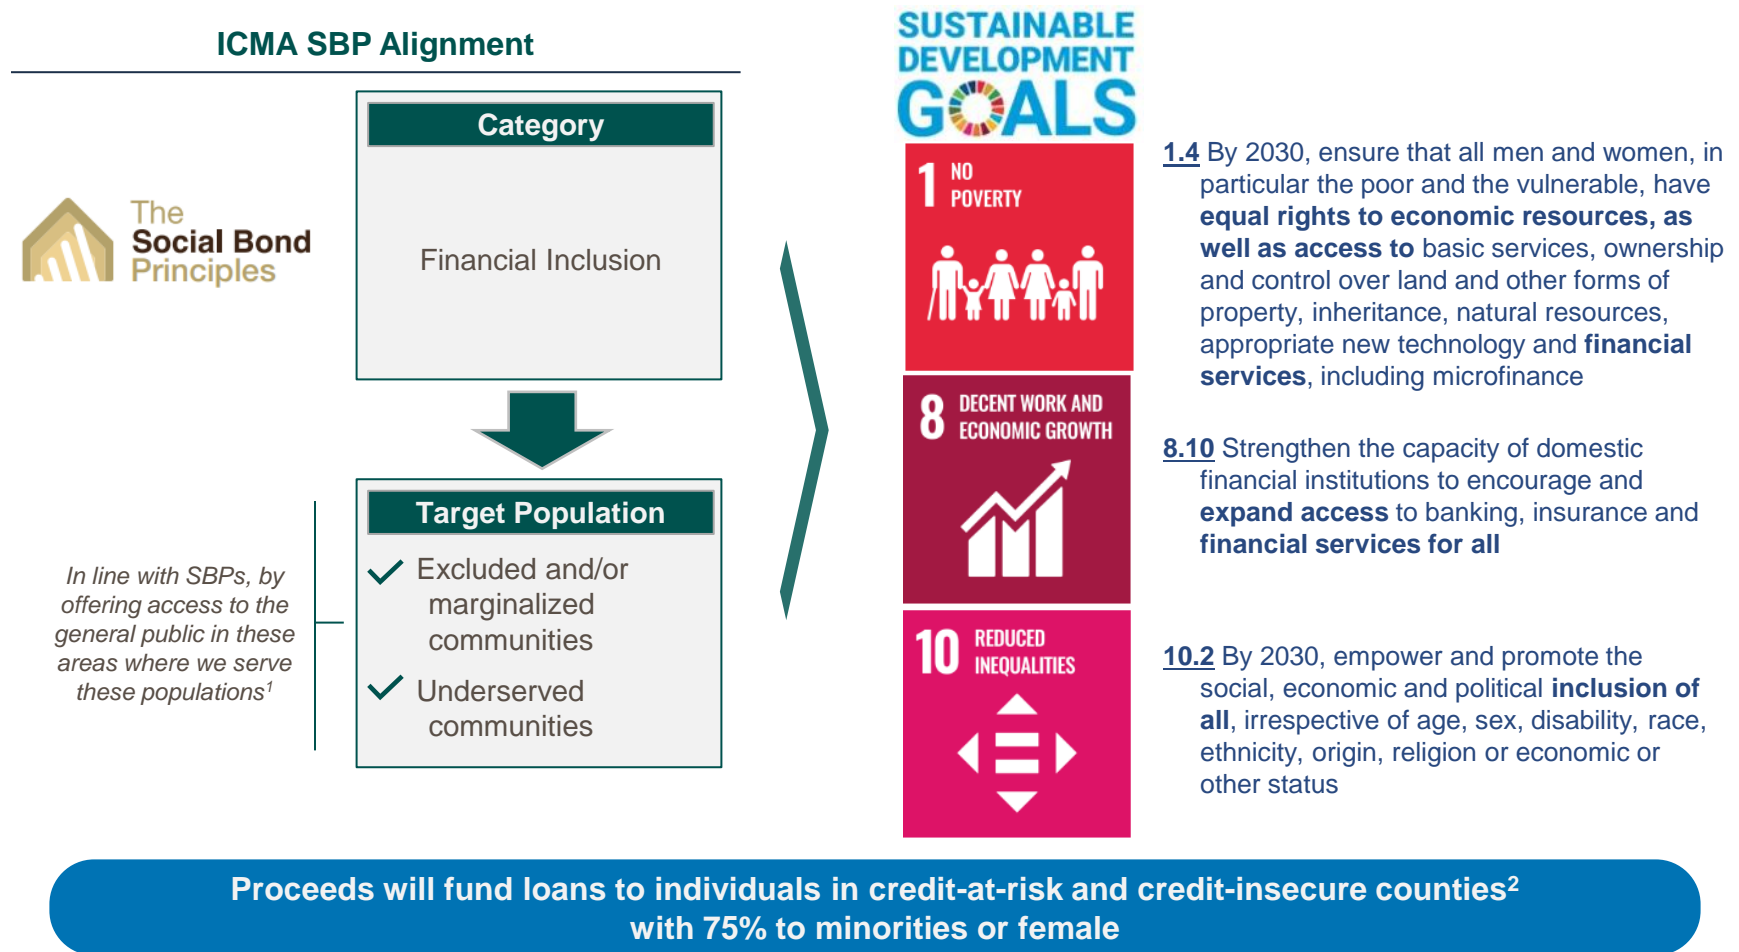 ICMA SBP Alignment
The
Social Bond
Principles
Category
Financial Inclusion
Target Population
Excluded and/or
marginalized
communities
Underserved
communities
In line with SBPs, by
offering access to the
general public in these
areas where we serve
these populations¹
SUSTAINABLE
DEVELOPMENT
GOALS
1 NO
POVERTY
1.4 By 2030, ensure that all men and women, in
particular the poor and the vulnerable, have
equal rights to economic resources, as
well as access to basic services, ownership
and control over land and other forms of
property, inheritance, natural resources,
appropriate new technology and financial
services, including microfinance
8 DECENT WORK AND
ECONOMIC GROWTH
8.10 Strengthen the capacity of domestic
financial institutions to encourage and
expand access to banking, insurance and
financial services for all
10 REDUCED
INEQUALITIES
10.2 By 2030, empower and promote the
social, economic and political inclusion of
all, irrespective of age, sex, disability, race,
ethnicity, origin, religion or economic or
other status
Proceeds will fund loans to individuals in credit-at-risk and credit-insecure counties²
with 75% to minorities or female